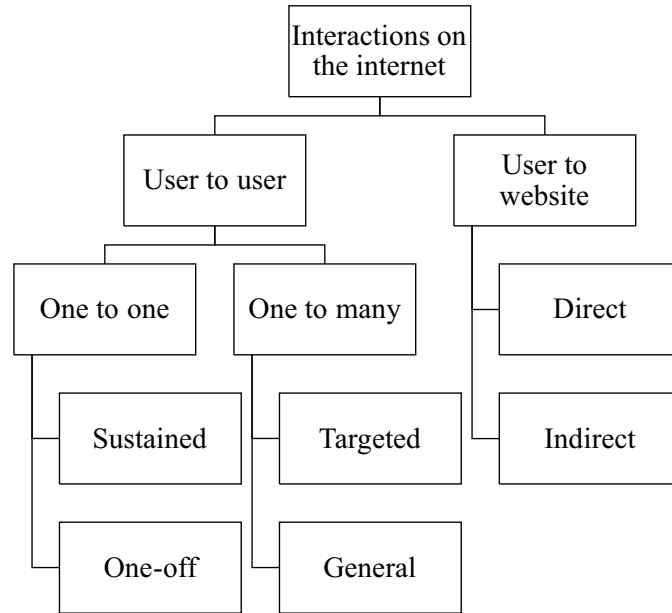 Interactions on
the internet
User to user
User to
website
One to one
One to many
Direct
Sustained
Targeted
Indirect
One-off
General